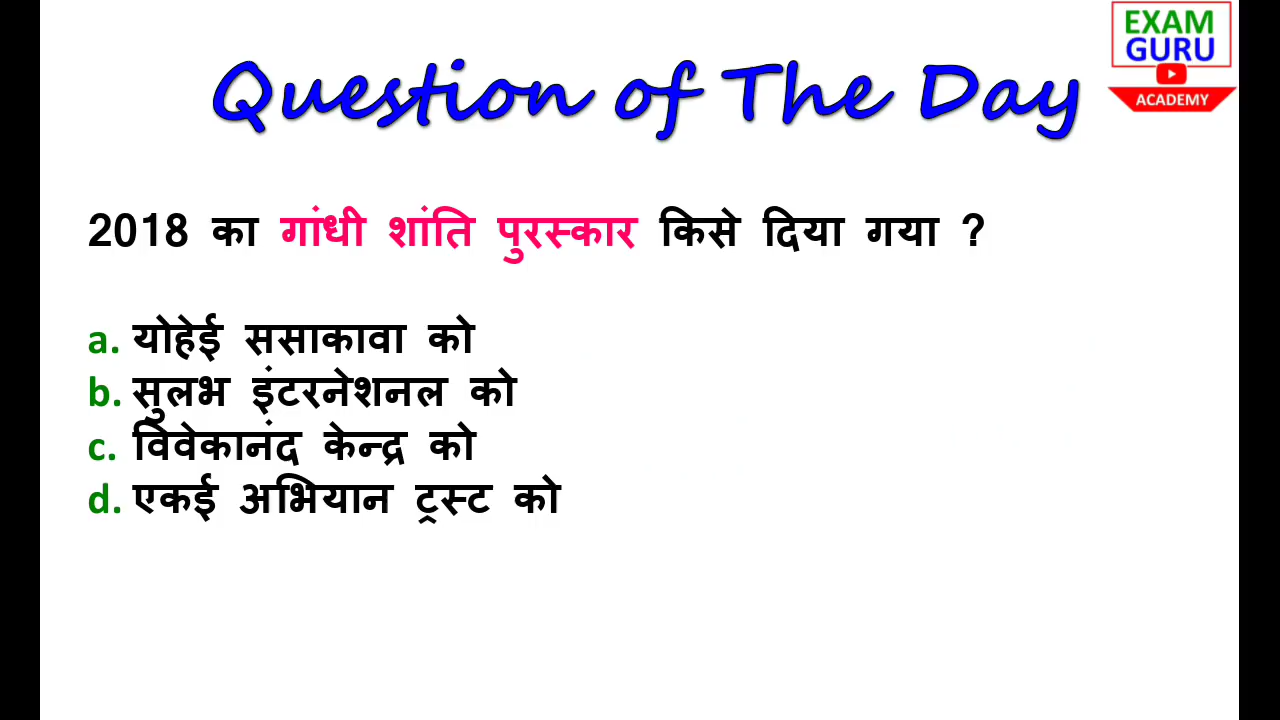 EXAM
GURU
ACADEMY
Question of The Day
2018 का गांधी शांति पुरस्कार किसे दिया गया ?
a. योहेई ससाकावा को
b. सुलभ इंटरनेशनल को
c. विवेकानंद केन्द्र को
d. एकई अभियान ट्रस्ट को